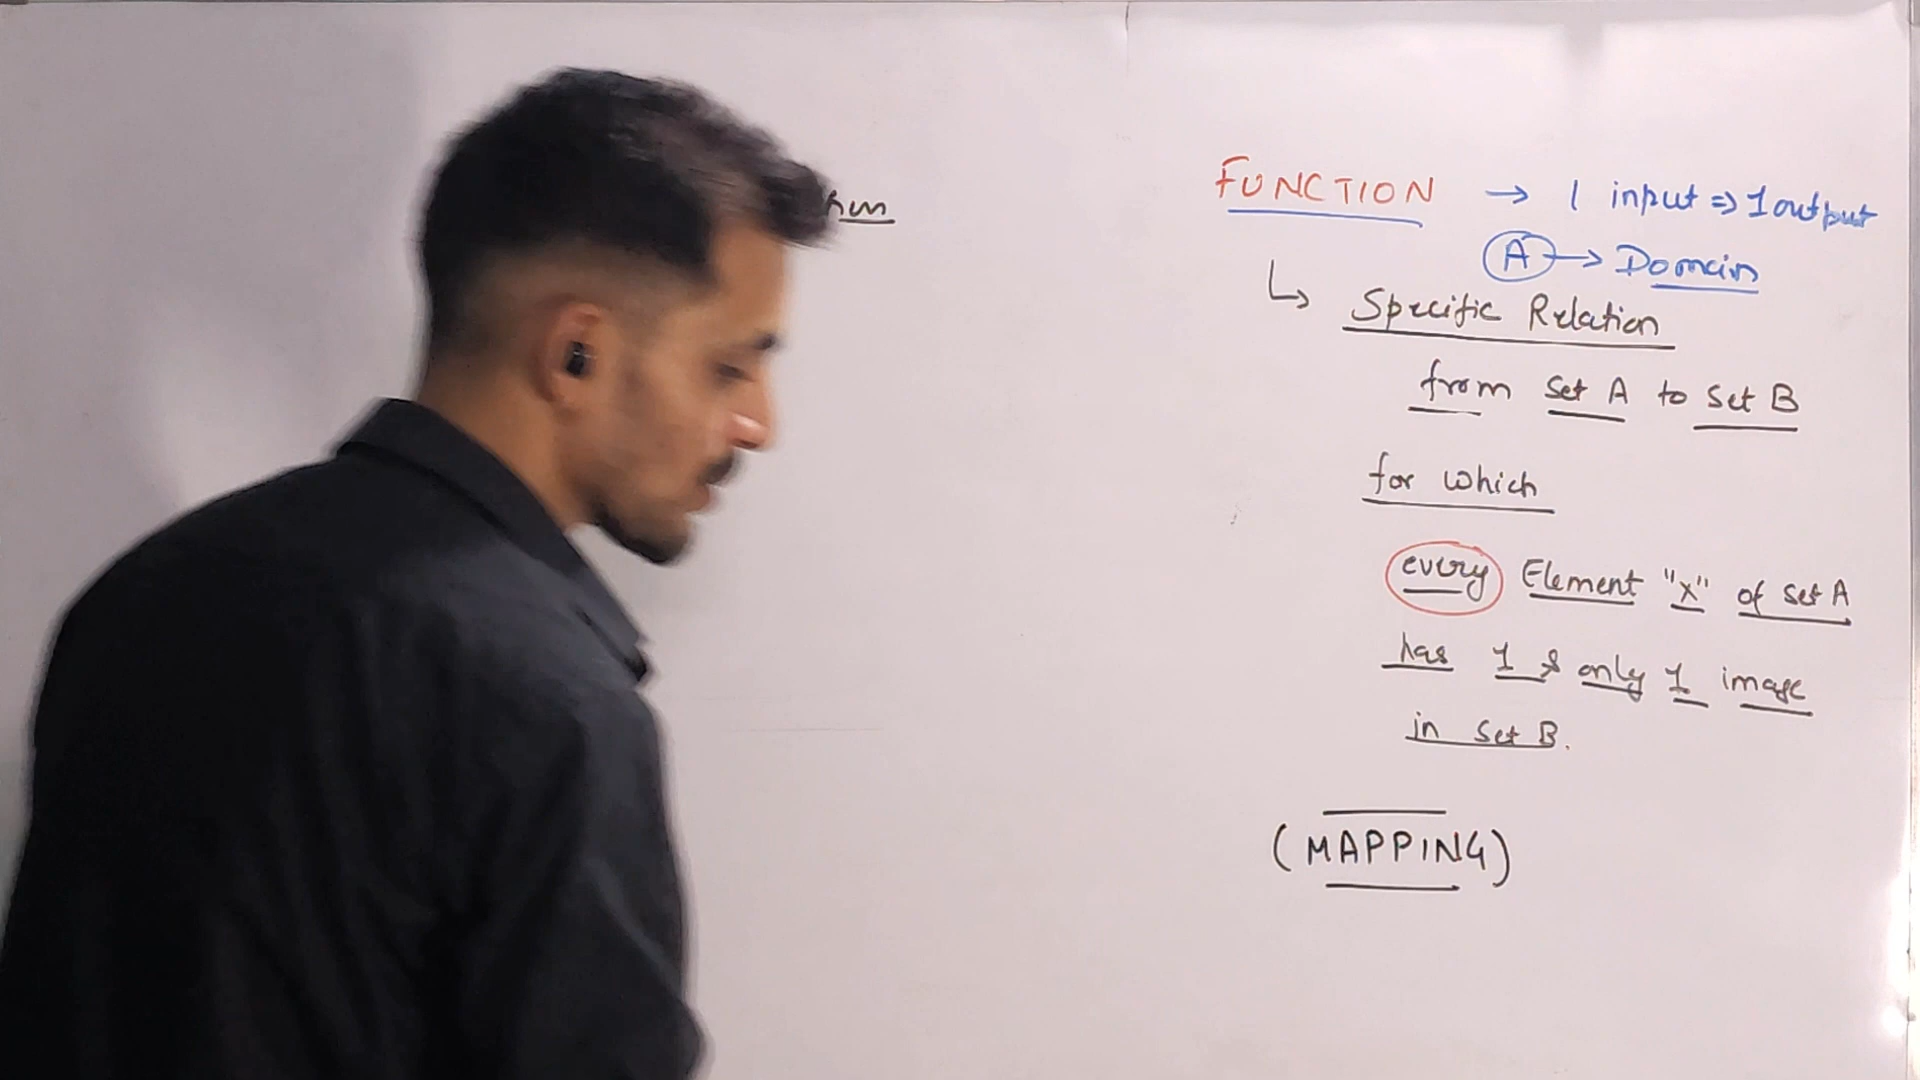 FUNCTION → 1 input ⇒ 1 output
A → Domain
↳ Specific Relation
from set A to set B
for which
every Element "x" of set A
has 1 & only 1 image
in set B.
(MAPPING)